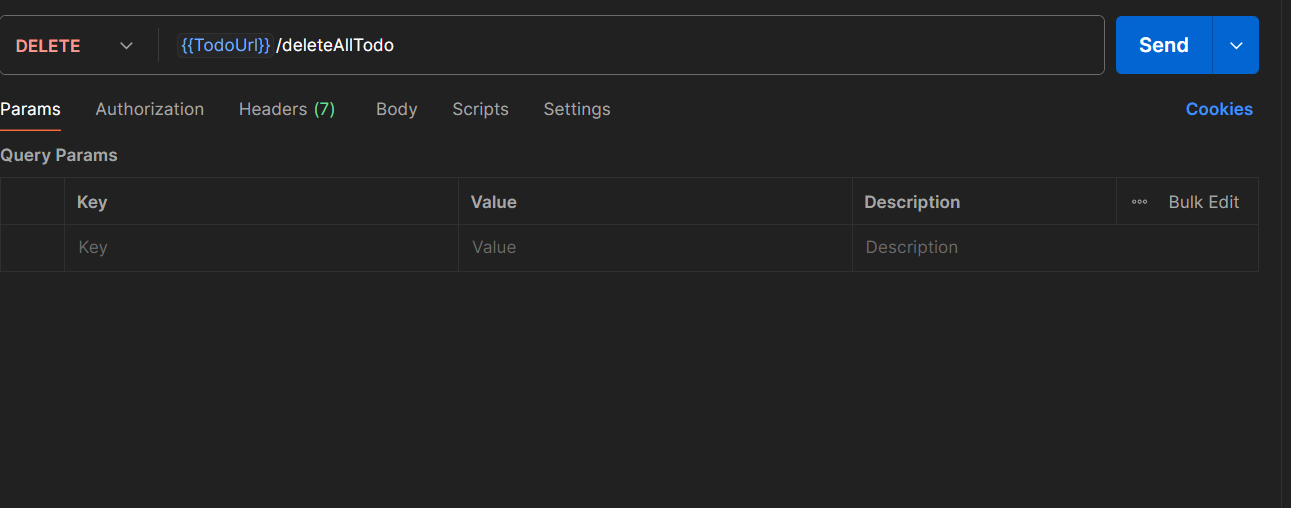 DELETE {{TodoUrl}} /deleteAllTodo Send
Params Authorization Headers (7) Body Scripts Settings Cookies
Query Params
Key Value Description Bulk Edit
Key Value Description